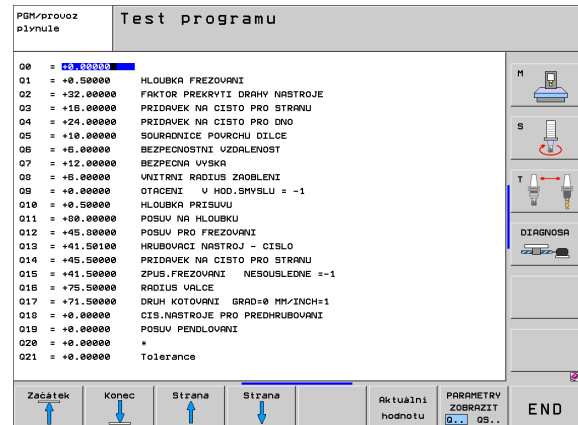 PGM/provoz
plynule
Test programu
Q0 = +0.00000
Q1 = +0.50000 HLOUBKA FREZOVANI
Q2 = +32.00000 FAKTOR PREKRYTI DRAHY NASTROJE
Q3 = +16.00000 PRIDAVEK NA CISTO PRO STRANU
Q4 = +24.00000 PRIDAVEK NA CISTO PRO DNO
Q5 = +10.00000 SOURADNICE POVRCHU DILCE
Q6 = +6.00000 BEZPECNOSTNI VZDALENOST
Q7 = +12.00000 BEZPECNA VYSKA
Q8 = +6.00000 VNITRNI RADIUS ZAOBLENI
Q9 = +0.00000 OTACENI V HOD.SMYSLU = -1
Q10 = +0.50000 HLOUBKA PRISUVU
Q11 = +80.00000 POSUV NA HLOUBKU
Q12 = +45.80000 POSUV PRO FREZOVANI
Q13 = +41.50100 HRUBOVACI NASTROJ - CISLO
Q14 = +45.50000 PRIDAVEK NA CISTO PRO STRANU
Q15 = +41.50000 ZPUS.FREZOVANI NESOUSLEDNE =-1
Q16 = +75.50000 RADIUS VALCE
Q17 = +71.50000 DRUH KOTOVANI GRAD=0 MM/INCH=1
Q18 = +0.00000 CIS.NASTROJE PRO PREDHRUBOVANI
Q19 = +0.00000 POSUV PENDLOVANI
Q20 = +0.00000 *
Q21 = +0.00000 Tolerance
M
S
T
DIAGNOSA
Začátek
Konec
Strana
Strana
Aktuální
hodnotu
PARAMETRY
ZOBRAZIT
Q.. QS..
END